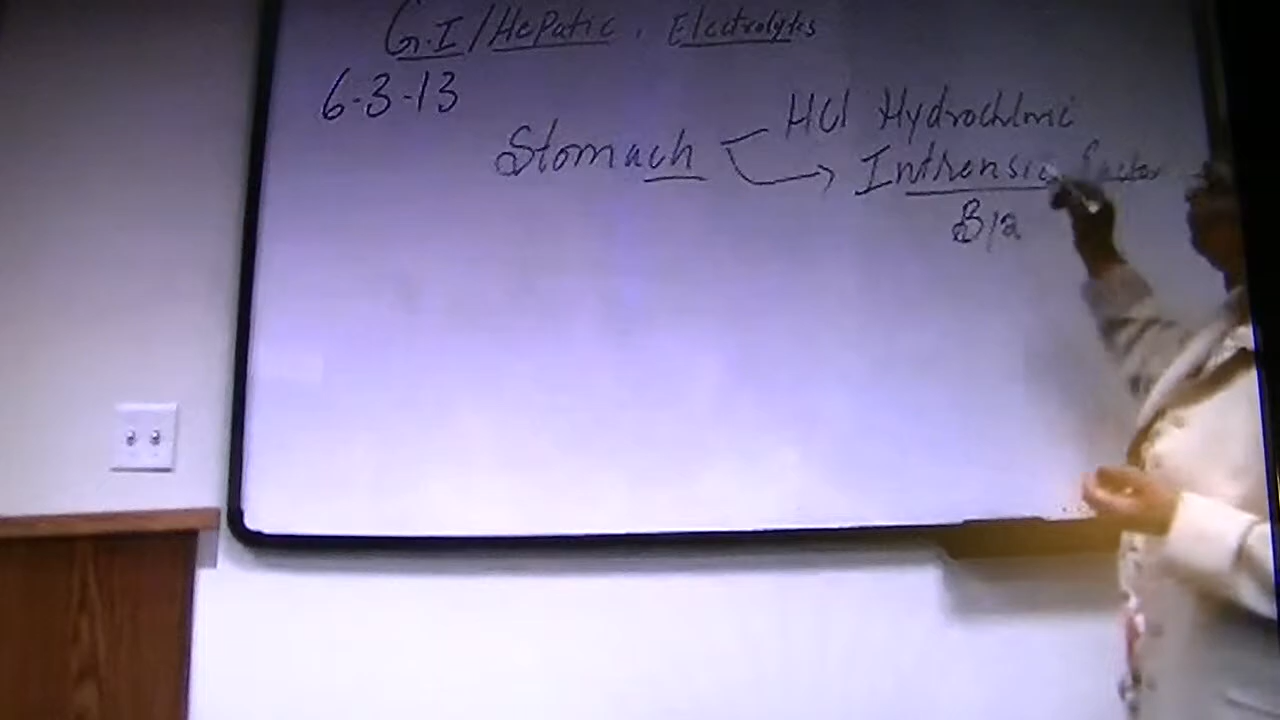 G.I/Hepatic. Electrolytes
6-3-13
Stomach
HCl Hydrochloric
Intrensic factor
B12